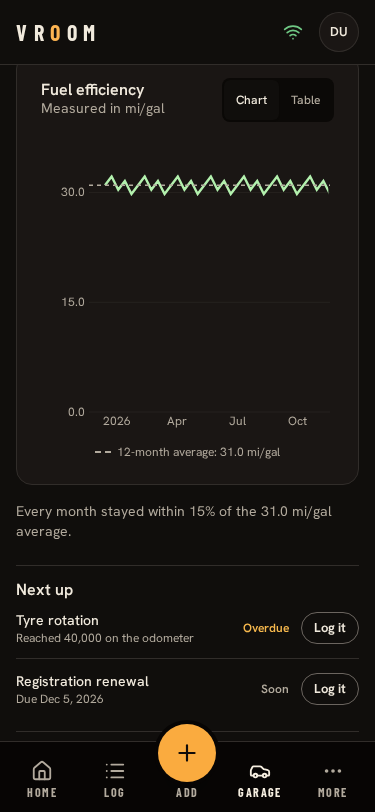 VROOM
DU
Fuel efficiency
Measured in mi/gal
Chart
Table
30.0
15.0
0.0
2026 Apr Jul Oct
12-month average: 31.0 mi/gal
Every month stayed within 15% of the 31.0 mi/gal
average.
Next up
Tyre rotation
Reached 40,000 on the odometer
Overdue
Log it
Registration renewal
Due Dec 5, 2026
Soon
Log it
HOME
LOG
ADD
GARAGE
MORE